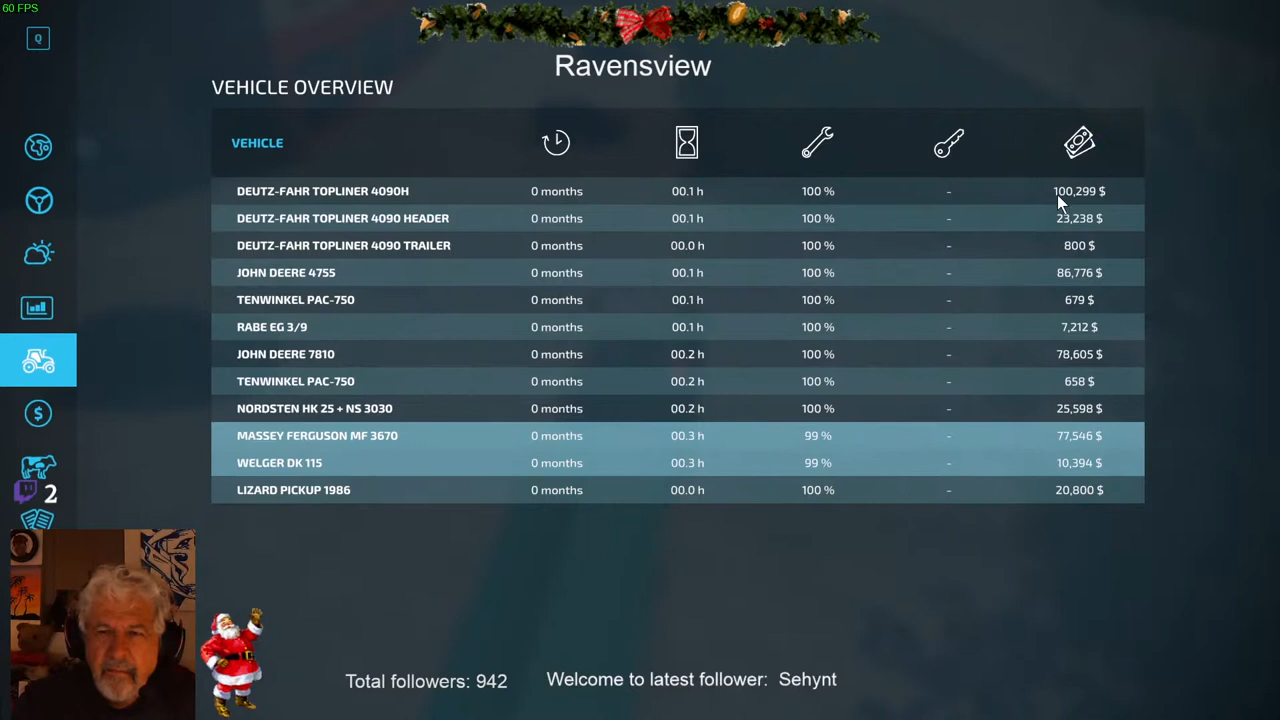 60 FPS
Q
Ravensview
VEHICLE OVERVIEW
VEHICLE
DEUTZ-FAHR TOPLINER 4090H 0 months 00.1 h 100 % - 100,299 $
DEUTZ-FAHR TOPLINER 4090 HEADER 0 months 00.1 h 100 % - 23,238 $
DEUTZ-FAHR TOPLINER 4090 TRAILER 0 months 00.0 h 100 % - 800 $
JOHN DEERE 4755 0 months 00.1 h 100 % - 86,776 $
TENWINKEL PAC-750 0 months 00.1 h 100 % - 679 $
RABE EG 3/9 0 months 00.1 h 100 % - 7,212 $
JOHN DEERE 7810 0 months 00.2 h 100 % - 78,605 $
TENWINKEL PAC-750 0 months 00.2 h 100 % - 658 $
NORDSTEN HK 25 + NS 3030 0 months 00.2 h 100 % - 25,598 $
MASSEY FERGUSON MF 3670 0 months 00.3 h 99 % - 77,546 $
WELGER DK 115 0 months 00.3 h 99 % - 10,394 $
LIZARD PICKUP 1986 0 months 00.0 h 100 % - 20,800 $
$
2
Total followers: 942 Welcome to latest follower: Sehynt